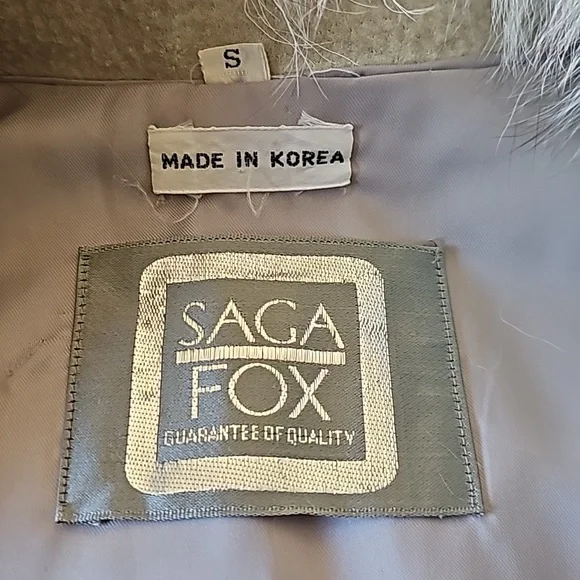 S
MADE IN KOREA
SAGA
FOX
GUARANTEE OF QUALITY